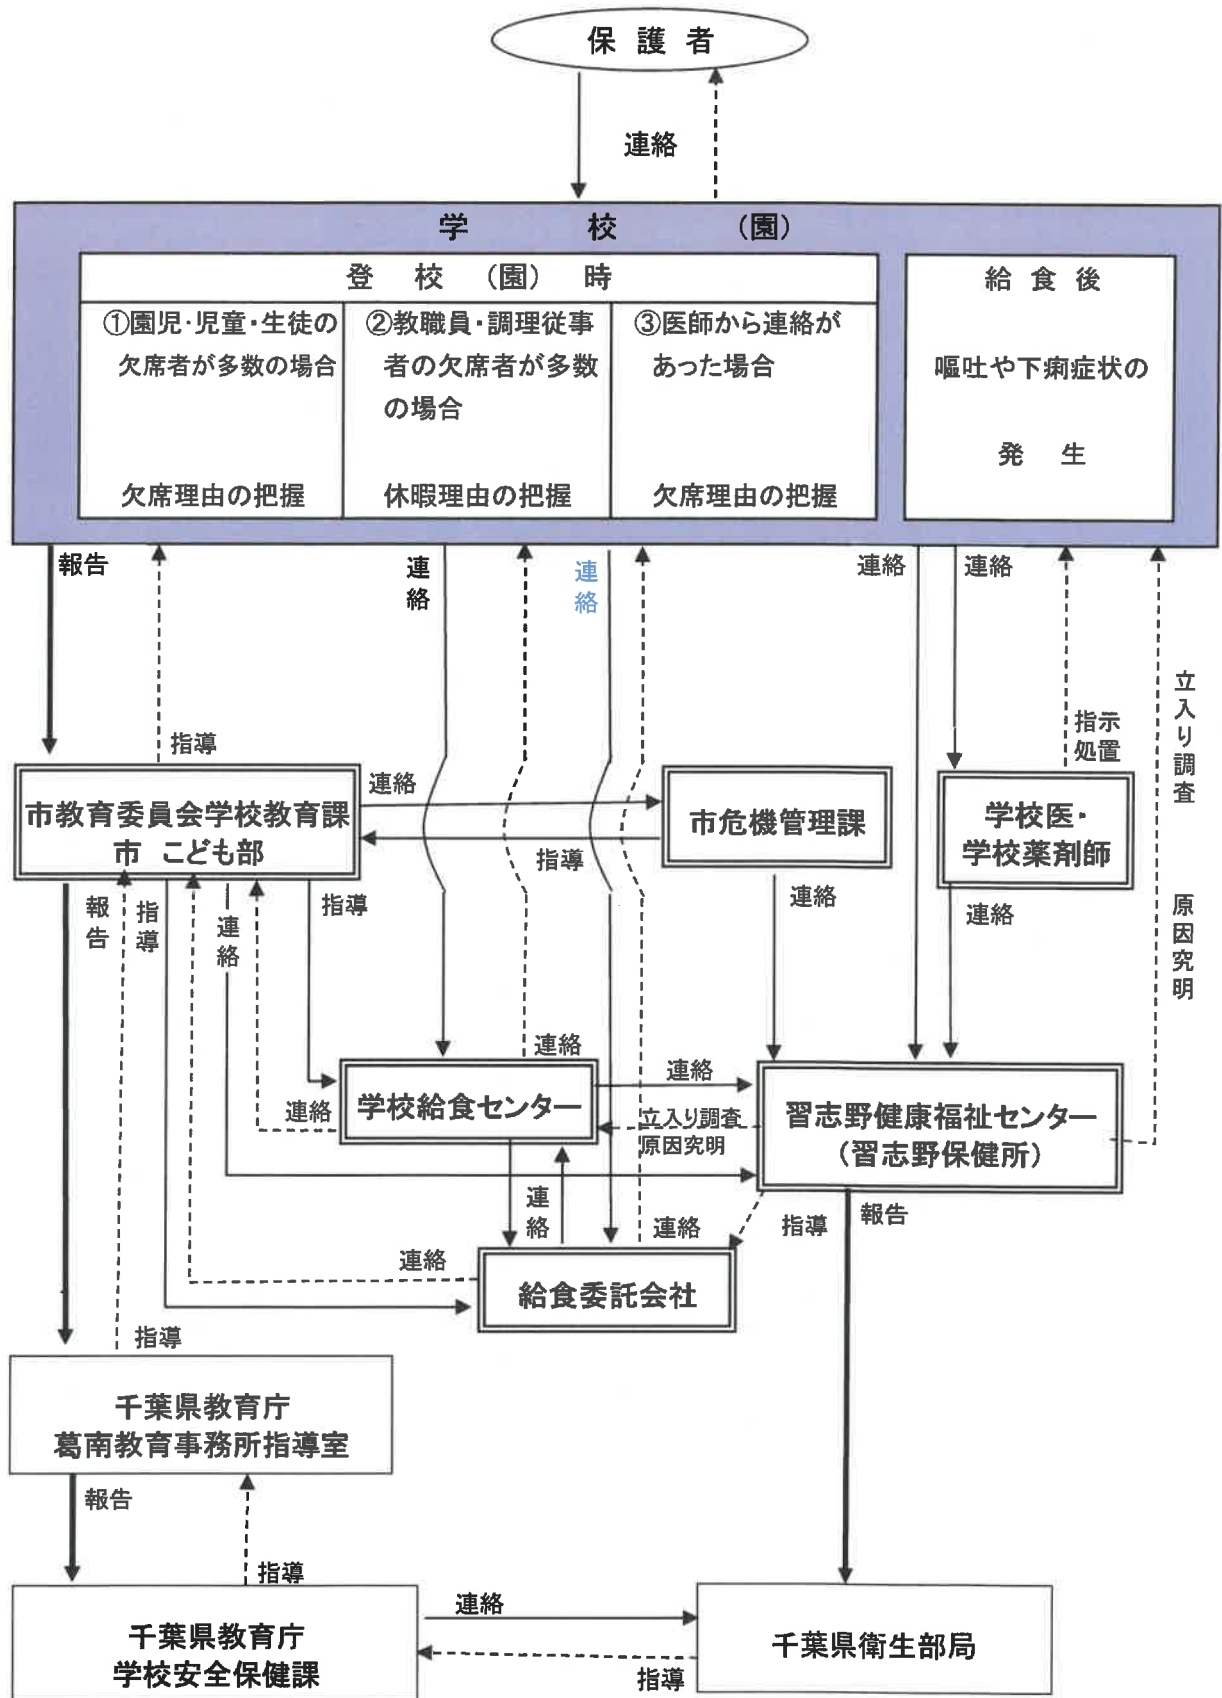 保護者
連絡
学校(園)
登校(園)時
①園児・児童・生徒の
欠席者が多数の場合
欠席理由の把握
②教職員・調理従事
者の欠席者が多数
の場合
休暇理由の把握
③医師から連絡が
あった場合
欠席理由の把握
給食後
嘔吐や下痢症状の
発生
報告
連絡
連絡
連絡
連絡
指導
指示
処置
立入り調査
原因究明
市教育委員会学校教育課
市 こども部
連絡
指導
市危機管理課
学校医・
学校薬剤師
報告
指導
連絡
指導
連絡
連絡
連絡
学校給食センター
連絡
連絡
立入り調査
原因究明
習志野健康福祉センター
(習志野保健所)
連絡
連絡
指導
報告
連絡
給食委託会社
指導
千葉県教育庁
葛南教育事務所指導室
報告
指導
千葉県教育庁
学校安全保健課
連絡
指導
千葉県衛生部局